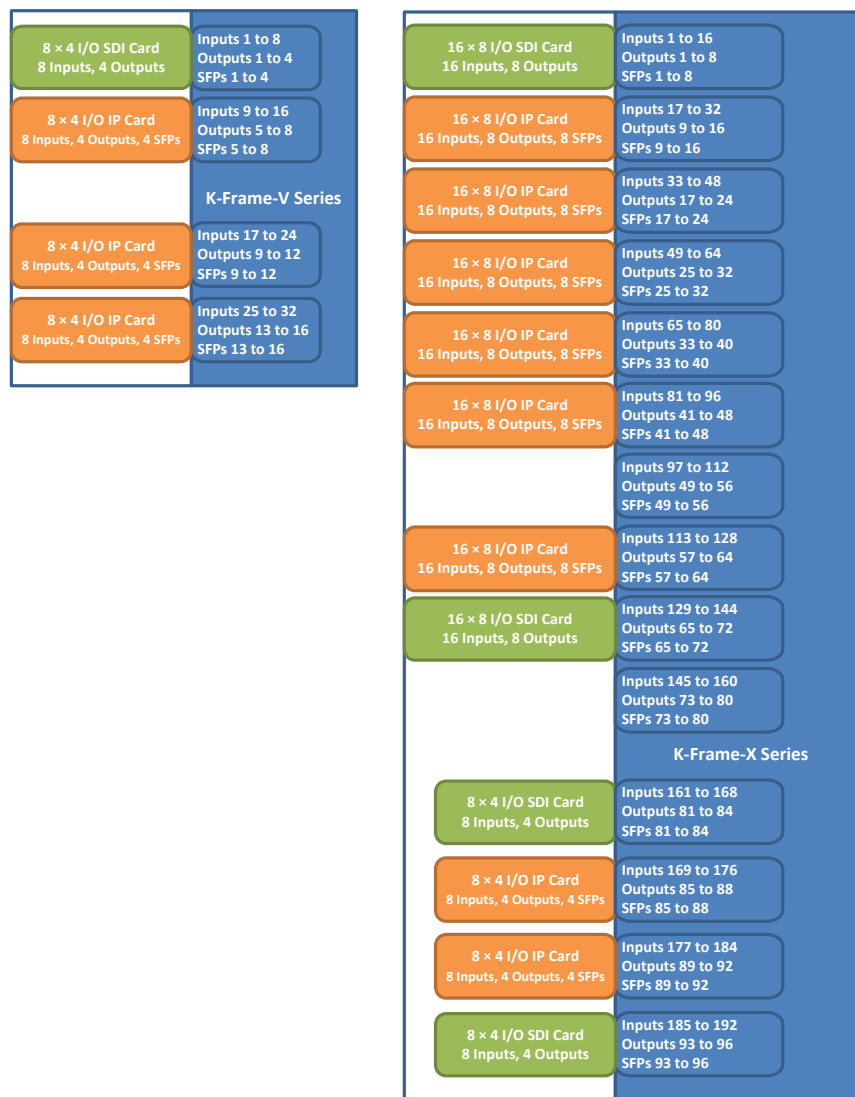 8 × 4 I/O SDI Card
8 Inputs, 4 Outputs
Inputs 1 to 8
Outputs 1 to 4
SFPs 1 to 4
8 × 4 I/O IP Card
8 Inputs, 4 Outputs, 4 SFPs
Inputs 9 to 16
Outputs 5 to 8
SFPs 5 to 8
K-Frame-V Series
8 × 4 I/O IP Card
8 Inputs, 4 Outputs, 4 SFPs
Inputs 17 to 24
Outputs 9 to 12
SFPs 9 to 12
8 × 4 I/O IP Card
8 Inputs, 4 Outputs, 4 SFPs
Inputs 25 to 32
Outputs 13 to 16
SFPs 13 to 16
16 × 8 I/O SDI Card
16 Inputs, 8 Outputs
Inputs 1 to 16
Outputs 1 to 8
SFPs 1 to 8
16 × 8 I/O IP Card
16 Inputs, 8 Outputs, 8 SFPs
Inputs 17 to 32
Outputs 9 to 16
SFPs 9 to 16
16 × 8 I/O IP Card
16 Inputs, 8 Outputs, 8 SFPs
Inputs 33 to 48
Outputs 17 to 24
SFPs 17 to 24
16 × 8 I/O IP Card
16 Inputs, 8 Outputs, 8 SFPs
Inputs 49 to 64
Outputs 25 to 32
SFPs 25 to 32
16 × 8 I/O IP Card
16 Inputs, 8 Outputs, 8 SFPs
Inputs 65 to 80
Outputs 33 to 40
SFPs 33 to 40
16 × 8 I/O IP Card
16 Inputs, 8 Outputs, 8 SFPs
Inputs 81 to 96
Outputs 41 to 48
SFPs 41 to 48
Inputs 97 to 112
Outputs 49 to 56
SFPs 49 to 56
16 × 8 I/O IP Card
16 Inputs, 8 Outputs, 8 SFPs
Inputs 113 to 128
Outputs 57 to 64
SFPs 57 to 64
16 × 8 I/O SDI Card
16 Inputs, 8 Outputs
Inputs 129 to 144
Outputs 65 to 72
SFPs 65 to 72
Inputs 145 to 160
Outputs 73 to 80
SFPs 73 to 80
K-Frame-X Series
8 × 4 I/O SDI Card
8 Inputs, 4 Outputs
Inputs 161 to 168
Outputs 81 to 84
SFPs 81 to 84
8 × 4 I/O IP Card
8 Inputs, 4 Outputs, 4 SFPs
Inputs 169 to 176
Outputs 85 to 88
SFPs 85 to 88
8 × 4 I/O IP Card
8 Inputs, 4 Outputs, 4 SFPs
Inputs 177 to 184
Outputs 89 to 92
SFPs 89 to 92
8 × 4 I/O SDI Card
8 Inputs, 4 Outputs
Inputs 185 to 192
Outputs 93 to 96
SFPs 93 to 96